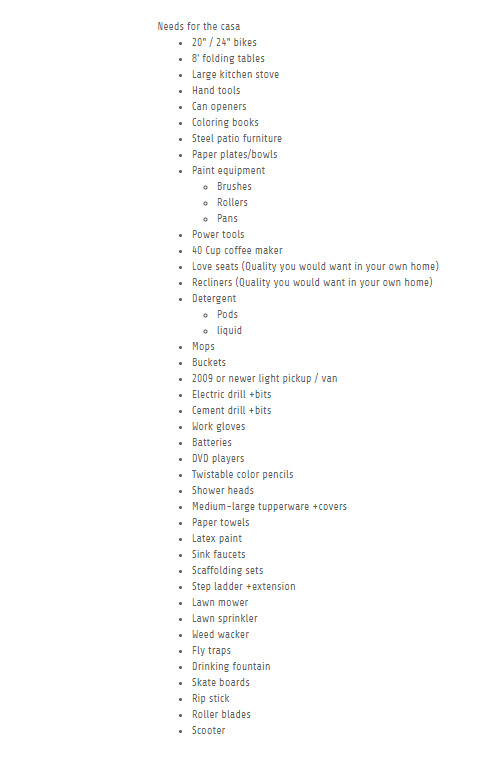 Needs for the casa
20" / 24" bikes
8' folding tables
Large kitchen stove
Hand tools
Can openers
Coloring books
Steel patio furniture
Paper plates/bowls
Paint equipment
Brushes
Rollers
Pans
Power tools
40 Cup coffee maker
Love seats (Quality you would want in your own home)
Recliners (Quality you would want in your own home)
Detergent
Pods
liquid
Mops
Buckets
2009 or newer light pickup / van
Electric drill +bits
Cement drill +bits
Work gloves
Batteries
DVD players
Twistable color pencils
Shower heads
Medium-large tupperware +covers
Paper towels
Latex paint
Sink faucets
Scaffolding sets
Step ladder +extension
Lawn mower
Lawn sprinkler
Weed wacker
Fly traps
Drinking fountain
Skate boards
Rip stick
Roller blades
Scooter